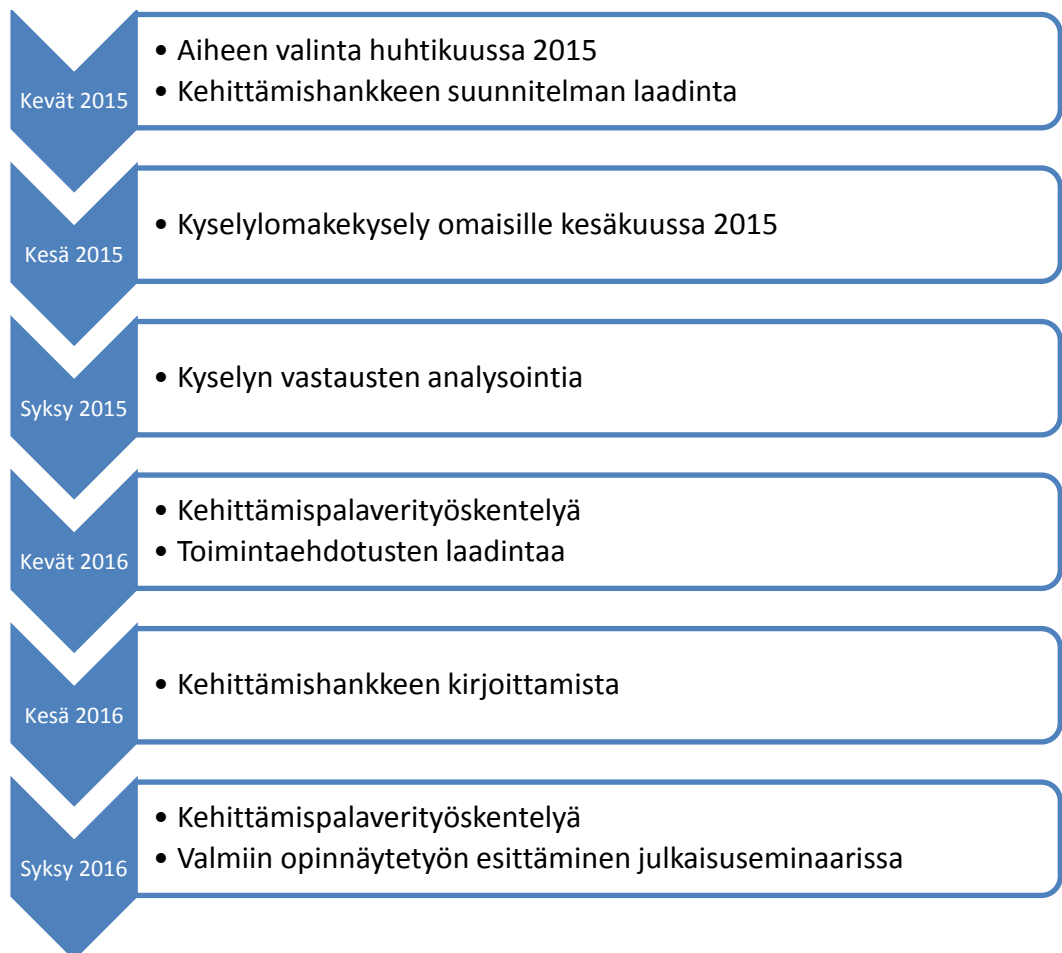 Kevät 2015
• Aiheen valinta huhtikuussa 2015
• Kehittämishankkeen suunnitelman laadinta
Kesä 2015
• Kyselylomakekysely omaisille kesäkuussa 2015
Syksy 2015
• Kyselyn vastausten analysointia
Kevät 2016
• Kehittämispalaverityöskentelyä
• Toimintaehdotusten laadintaa
Kesä 2016
• Kehittämishankkeen kirjoittamista
Syksy 2016
• Kehittämispalaverityöskentelyä
• Valmiin opinnäytetyön esittäminen julkaisuseminaarissa